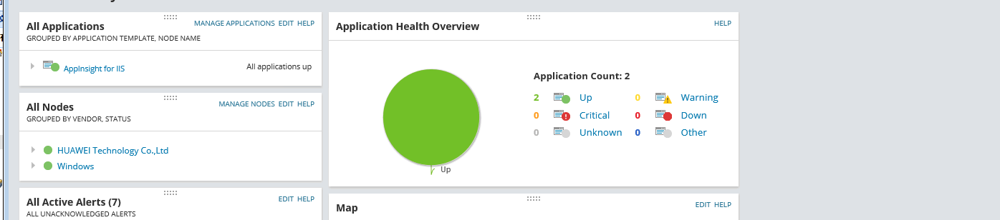 All Applications
MANAGE APPLICATIONS EDIT HELP
GROUPED BY APPLICATION TEMPLATE, NODE NAME
AppInsight for IIS
All applications up
All Nodes
MANAGE NODES EDIT HELP
GROUPED BY VENDOR, STATUS
HUAWEI Technology Co.,Ltd
Windows
All Active Alerts (7)
EDIT HELP
ALL UNACKNOWLEDGED ALERTS
Application Health Overview
HELP
Up
Application Count: 2
2 Up 0 Warning
0 Critical 0 Down
0 Unknown 0 Other
Map
EDIT HELP